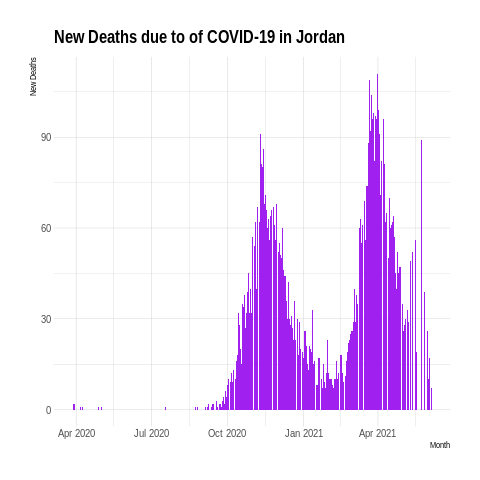 New Deaths due to of COVID-19 in Jordan
New Deaths
90
60
30
0
Apr 2020 Jul 2020 Oct 2020 Jan 2021 Apr 2021
Month